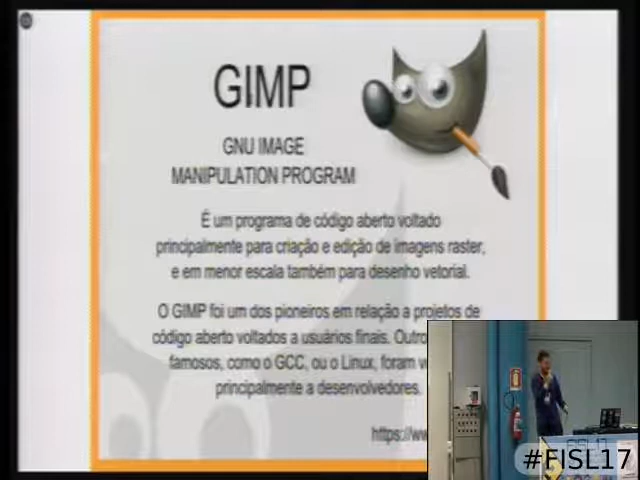 GIMP
GNU IMAGE
MANIPULATION PROGRAM
É um programa de código aberto voltado
principalmente para criação e edição de imagens raster,
e em menor escala também para desenho vetorial.
O GIMP foi um dos pioneiros em relação a projetos de
código aberto voltados a usuários finais.
famosos, como o GCC, ou o Linux, foram
principalmente a desenvolvedores.
#FISL17